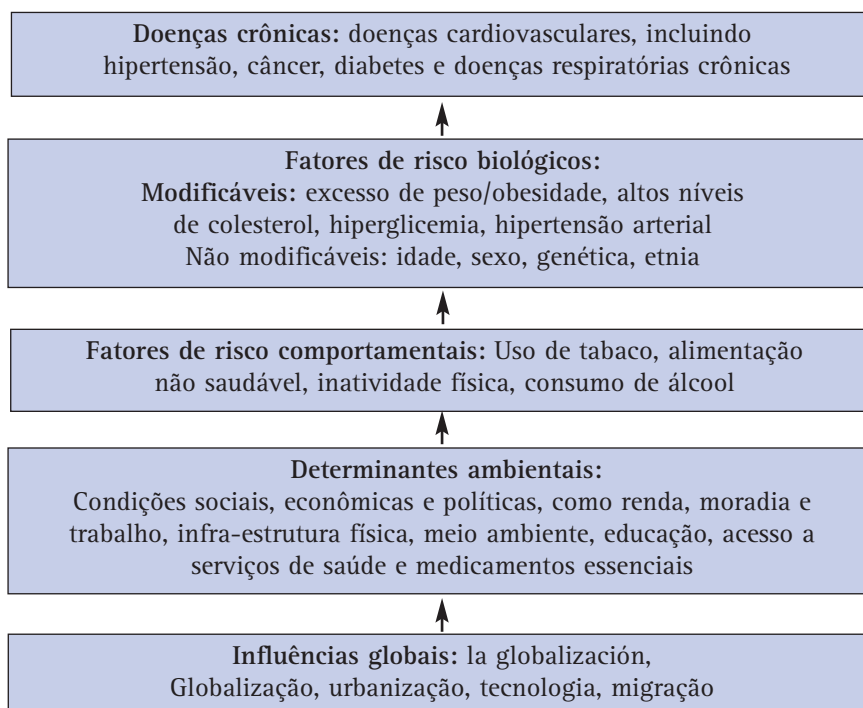 Doenças crônicas: doenças cardiovasculares, incluindo
hipertensão, câncer, diabetes e doenças respiratórias crônicas
Fatores de risco biológicos:
Modificáveis: excesso de peso/obesidade, altos níveis
de colesterol, hiperglicemia, hipertensão arterial
Não modificáveis: idade, sexo, genética, etnia
Fatores de risco comportamentais: Uso de tabaco, alimentação
não saudável, inatividade física, consumo de álcool
Determinantes ambientais:
Condições sociais, econômicas e políticas, como renda, moradia e
trabalho, infra-estrutura física, meio ambiente, educação, acesso a
serviços de saúde e medicamentos essenciais
Influências globais: la globalización,
Globalização, urbanização, tecnologia, migração